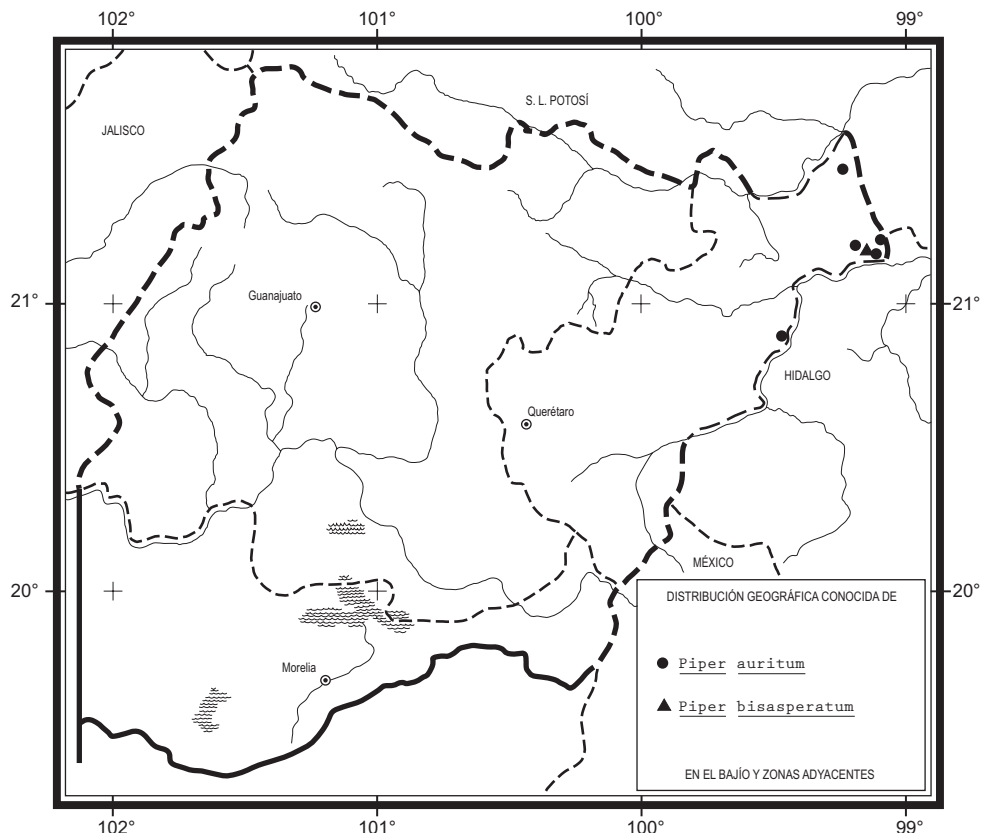 102° 101° 100° 99°
S. L. POTOSÍ
JALISCO
Guanajuato
21° 21°
HIDALGO
Querétaro
MÉXICO
20° 20°
DISTRIBUCIÓN GEOGRÁFICA CONOCIDA DE
Piper auritum
Morelia
Piper bisasperatum
EN EL BAJÍO Y ZONAS ADYACENTES
102° 101° 100° 99°